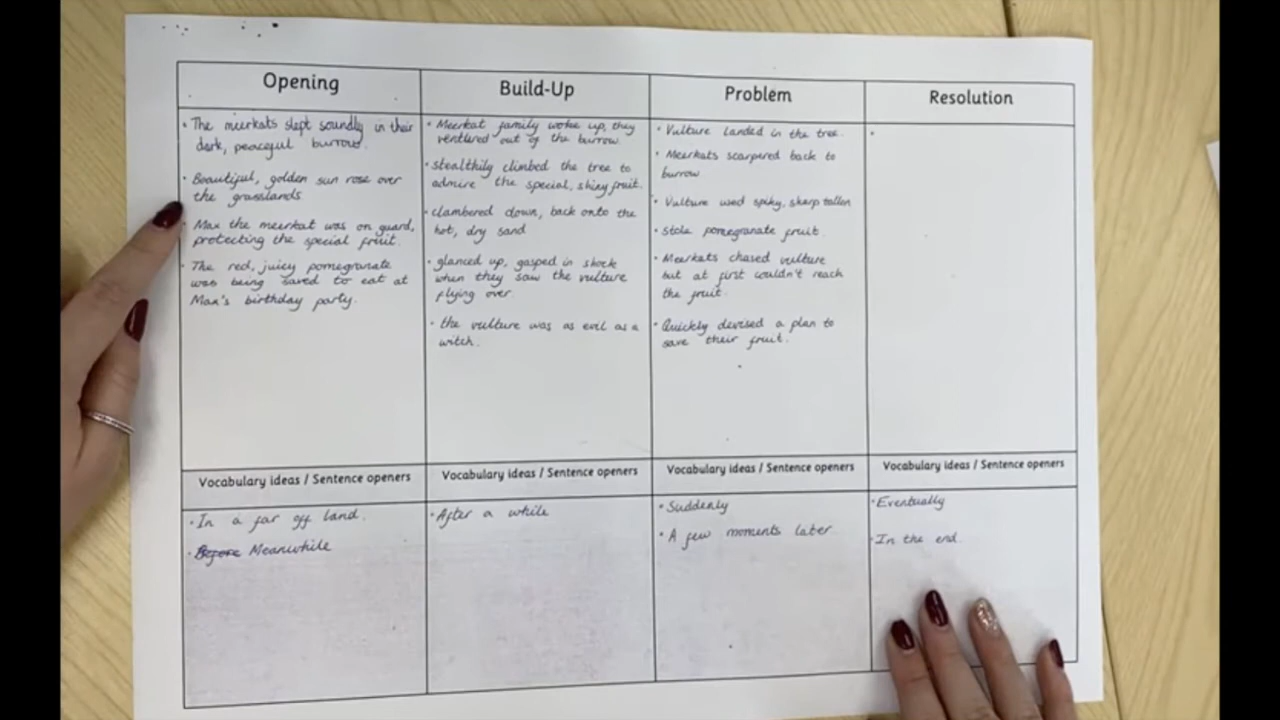 Opening
• The meerkats slept soundly in their
dark, peaceful burrow.
• Beautiful, golden sun rose over
the grasslands
• Max the meerkat was on guard,
protecting the special fruit.
• The red, juicy pomegranate
was being saved to eat at
Max's birthday party.
Build-Up
• Meerkat family woke up, they
ventured out of the burrow.
• stealthily climbed the tree to
admire the special, shiny fruit.
• clambered down, back onto the
hot, dry sand
• glanced up, gasped in shock
when they saw the vulture
flying over.
• the vulture was as evil as a
witch.
Problem
• Vulture landed in the tree.
• Meerkats scarpered back to
burrow
• Vulture used spiky, sharp tallon
• Stole pomegranate fruit
• Meerkats chased vulture
but at first couldn't reach
the fruit.
• Quickly devised a plan to
save their fruit.
Resolution
•
Vocabulary ideas / Sentence openers
• In a far off land.
• Before Meanwhile
Vocabulary ideas / Sentence openers
• After a while
Vocabulary ideas / Sentence openers
• Suddenly
• A few moments later
Vocabulary ideas / Sentence openers
• Eventually
• In the end.